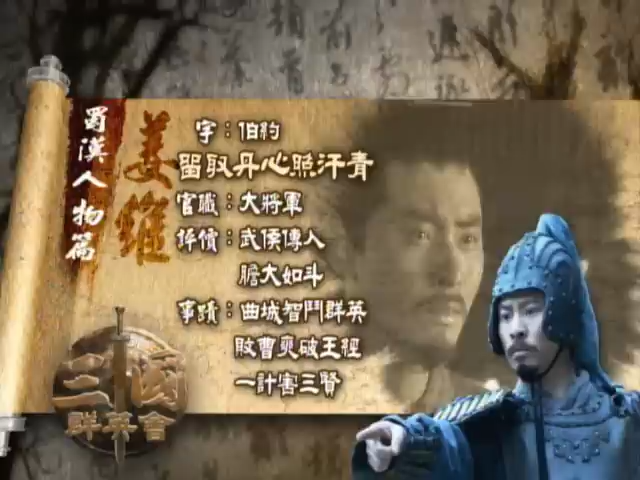 蜀漢人物篇
姜維
字：伯約
留取丹心照汗青
官職：大將軍
評價：武侯傳人
膽大如斗
事蹟：曲城智鬥群英
敗曹爽破王經
一計害三賢
三國
群英會